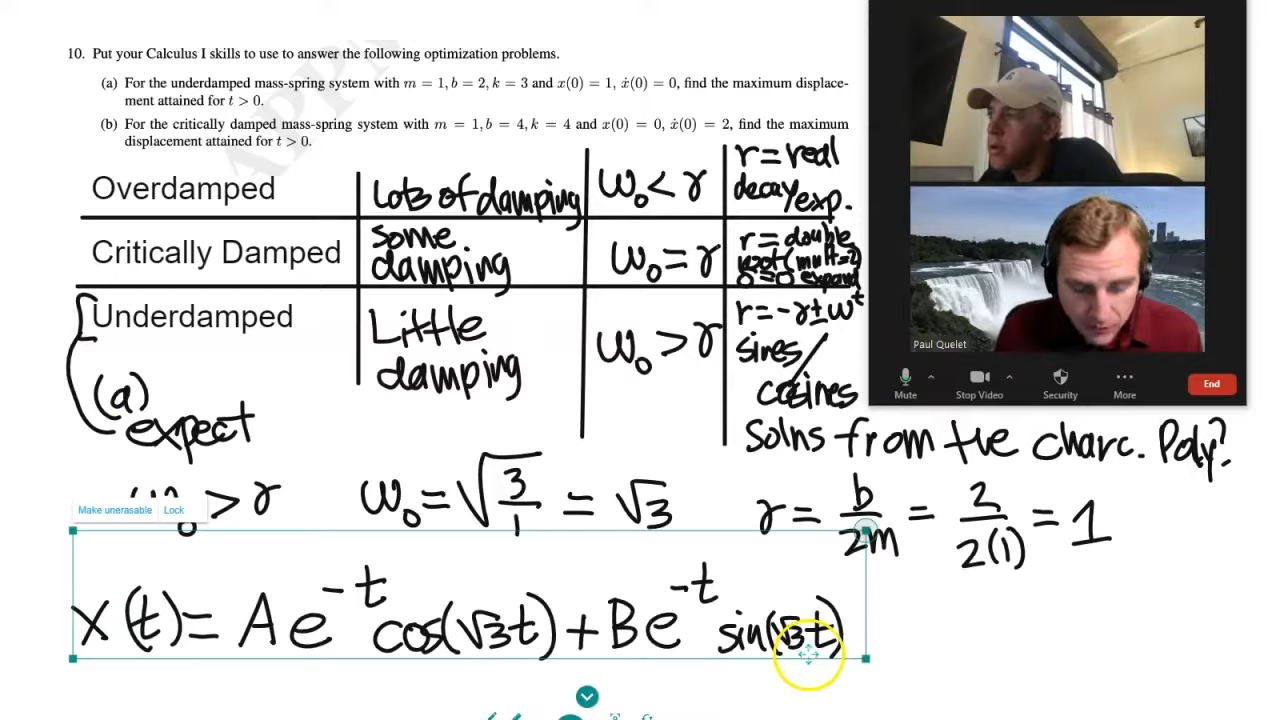 10. Put your Calculus I skills to use to answer the following optimization problems.
(a) For the underdamped mass-spring system with m = 1, b = 2, k = 3 and x(0) = 1, ẋ(0) = 0, find the maximum displace-
ment attained for t > 0.
(b) For the critically damped mass-spring system with m = 1, b = 4, k = 4 and x(0) = 0, ẋ(0) = 2, find the maximum
displacement attained for t > 0.
Overdamped
Lots of damping
ω₀ < γ
r = real
decay exp.
Critically Damped
some
damping
ω₀ = γ
r = double
root (mult = 2)
Underdamped
Little
damping
ω₀ > γ
r = -γ ± ω
sines/
cosines
(a)
expect
> γ
ω₀ = √(3/1) = √3
Solns from the charc. Poly?
γ = b/2m = 2/2(1) = 1
Make unerasable Lock
x(t) = Ae^-t cos(√3t) + Be^-t sin(√3t)
Paul Quelet
Mute Stop Video Security More End